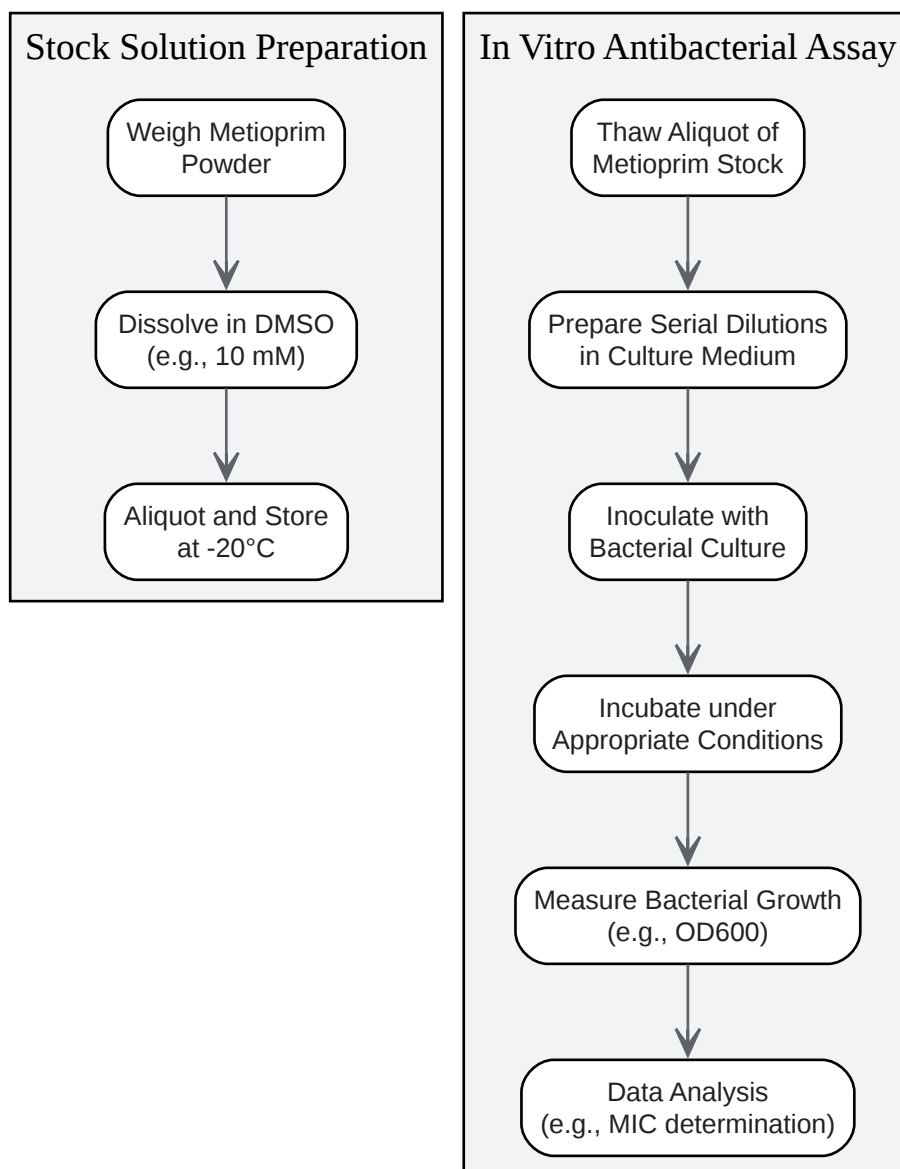 Stock Solution Preparation
Weigh Metioprim
Powder
Dissolve in DMSO
(e.g., 10 mM)
Aliquot and Store
at -20°C
In Vitro Antibacterial Assay
Thaw Aliquot of
Metioprim Stock
Prepare Serial Dilutions
in Culture Medium
Inoculate with
Bacterial Culture
Incubate under
Appropriate Conditions
Measure Bacterial Growth
(e.g., OD600)
Data Analysis
(e.g., MIC determination)